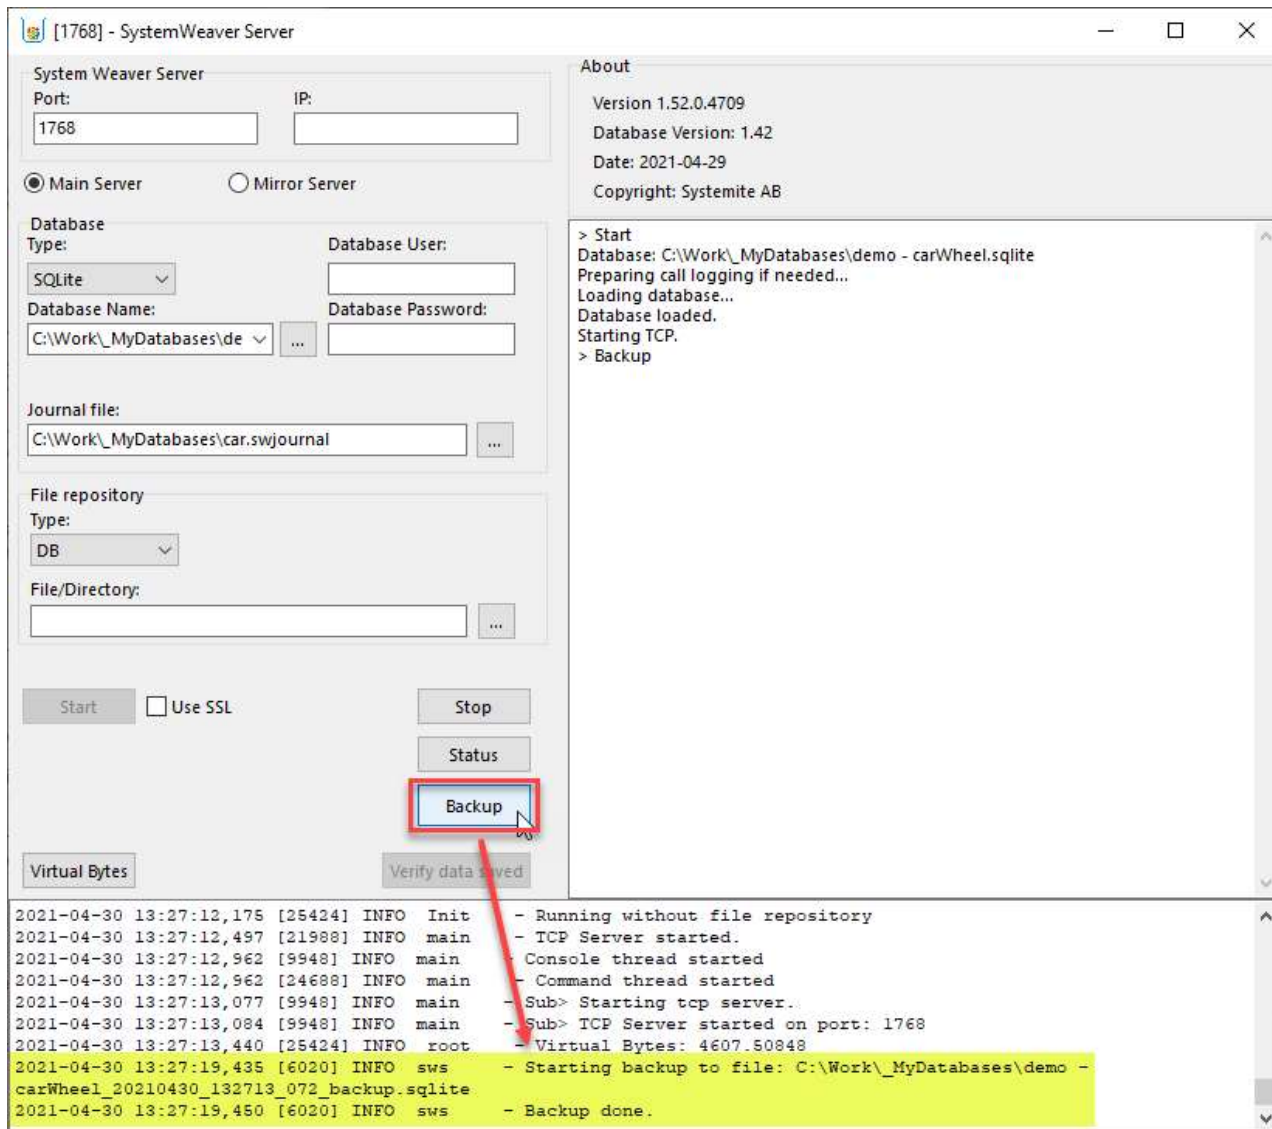 [1768] - SystemWeaver Server
System Weaver Server
Port:
IP:
1768
Main Server
Mirror Server
Database
Type:
Database User:
SQLite
Database Name:
Database Password:
C:\Work\_MyDatabases\de
...
Journal file:
C:\Work\_MyDatabases\car.swjournal
...
File repository
Type:
DB
File/Directory:
...
Start
Use SSL
Stop
Status
Backup
Virtual Bytes
Verify data saved
About
Version 1.52.0.4709
Database Version: 1.42
Date: 2021-04-29
Copyright: Systemite AB
> Start
Database: C:\Work\_MyDatabases\demo - carWheel.sqlite
Preparing call logging if needed...
Loading database...
Database loaded.
Starting TCP.
> Backup
2021-04-30 13:27:12,175 [25424] INFO Init - Running without file repository
2021-04-30 13:27:12,497 [21988] INFO main - TCP Server started.
2021-04-30 13:27:12,962 [9948] INFO main - Console thread started
2021-04-30 13:27:12,962 [24688] INFO main - Command thread started
2021-04-30 13:27:13,077 [9948] INFO main - Sub> Starting tcp server.
2021-04-30 13:27:13,084 [9948] INFO main - Sub> TCP Server started on port: 1768
2021-04-30 13:27:13,440 [25424] INFO root - Virtual Bytes: 4607.50848
2021-04-30 13:27:19,435 [6020] INFO sws - Starting backup to file: C:\Work\_MyDatabases\demo -
carWheel_20210430_132713_072_backup.sqlite
2021-04-30 13:27:19,450 [6020] INFO sws - Backup done.